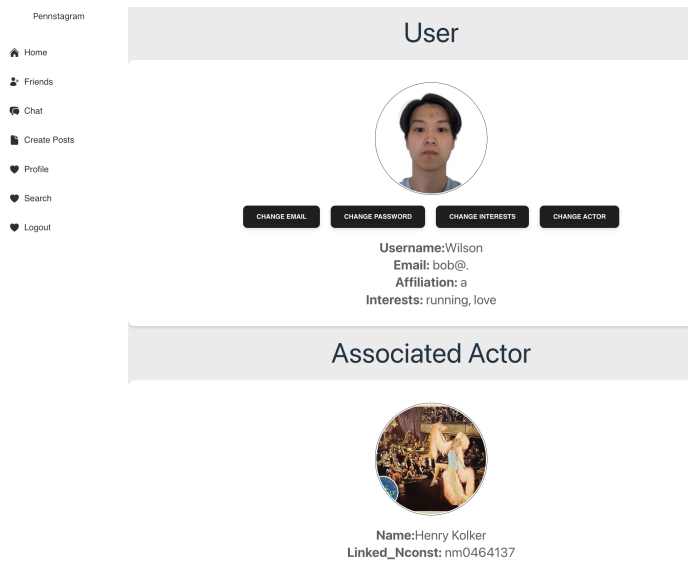 Pennstagram
Home
Friends
Chat
Create Posts
Profile
Search
Logout
User
CHANGE EMAIL CHANGE PASSWORD CHANGE INTERESTS CHANGE ACTOR
Username:Wilson
Email: bob@.
Affiliation: a
Interests: running, love
Associated Actor
Name:Henry Kolker
Linked_Nconst: nm0464137